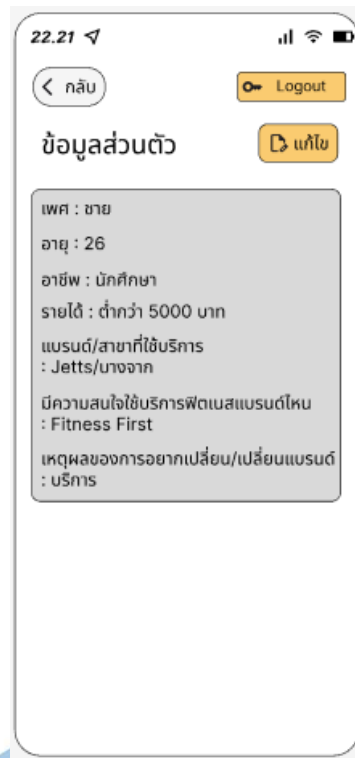 22.21
กลับ
Logout
ข้อมูลส่วนตัว
แก้ไข
เพศ : ชาย
อายุ : 26
อาชีพ : นักศึกษา
รายได้ : ต่ำกว่า 5000 บาท
แบรนด์/สาขาที่ใช้บริการ
: Jetts/บางจาก
มีความสนใจใช้บริการฟิตเนสแบรนด์ไหน
: Fitness First
เหตุผลของการอยากเปลี่ยน/เปลี่ยนแบรนด์
: บริการ